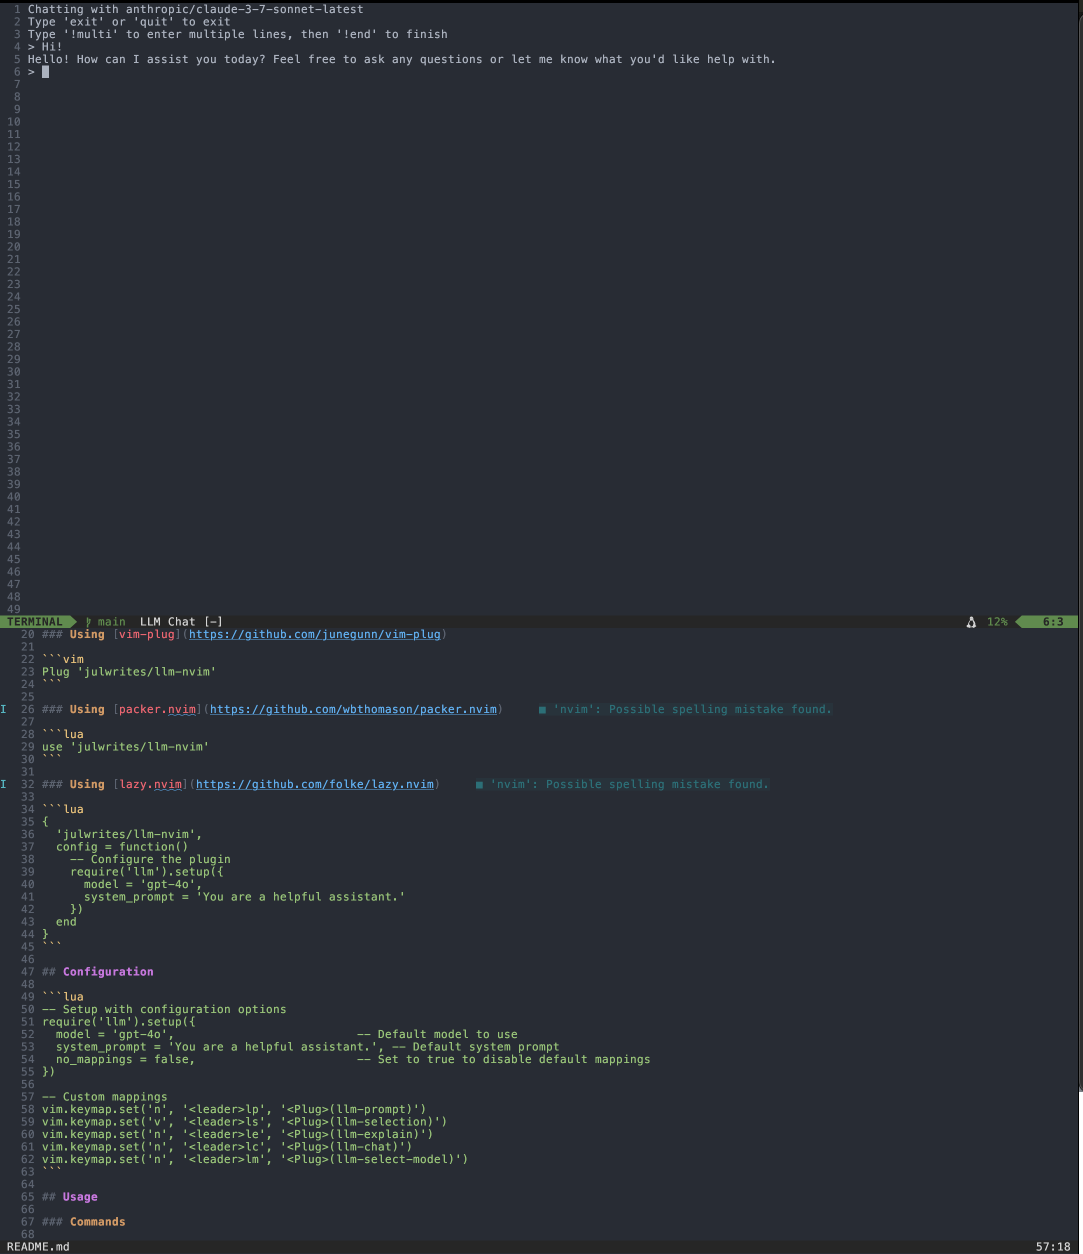 1 Chatting with anthropic/claude-3-7-sonnet-latest
2 Type 'exit' or 'quit' to exit
3 Type '!multi' to enter multiple lines, then '!end' to finish
4 > Hi!
5 Hello! How can I assist you today? Feel free to ask any questions or let me know what you'd like help with.
6 >
7
8
9
10
11
12
13
14
15
16
17
18
19
20
21
22
23
24
25
26
27
28
29
30
31
32
33
34
35
36
37
38
39
40
41
42
43
44
45
46
47
48
49
TERMINAL main LLM Chat [-] 12% 6:3
20 ### Using [vim-plug](https://github.com/junegunn/vim-plug)
21
22 ```vim
23 Plug 'julwrites/llm-nvim'
24 ```
25
I 26 ### Using [packer.nvim](https://github.com/wbthomason/packer.nvim) ■ 'nvim': Possible spelling mistake found.
27
28 ```lua
29 use 'julwrites/llm-nvim'
30 ```
31
I 32 ### Using [lazy.nvim](https://github.com/folke/lazy.nvim) ■ 'nvim': Possible spelling mistake found.
33
34 ```lua
35 {
36   'julwrites/llm-nvim',
37   config = function()
38     -- Configure the plugin
39     require('llm').setup({
40       model = 'gpt-4o',
41       system_prompt = 'You are a helpful assistant.'
42     })
43   end
44 }
45 ```
46
47 ## Configuration
48
49 ```lua
50 -- Setup with configuration options
51 require('llm').setup({
52   model = 'gpt-4o',                          -- Default model to use
53   system_prompt = 'You are a helpful assistant.', -- Default system prompt
54   no_mappings = false,                       -- Set to true to disable default mappings
55 })
56
57 -- Custom mappings
58 vim.keymap.set('n', '<leader>lp', '<Plug>(llm-prompt)')
59 vim.keymap.set('v', '<leader>ls', '<Plug>(llm-selection)')
60 vim.keymap.set('n', '<leader>le', '<Plug>(llm-explain)')
61 vim.keymap.set('n', '<leader>lc', '<Plug>(llm-chat)')
62 vim.keymap.set('n', '<leader>lm', '<Plug>(llm-select-model)')
63 ```
64
65 ## Usage
66
67 ### Commands
68
README.md 57:18